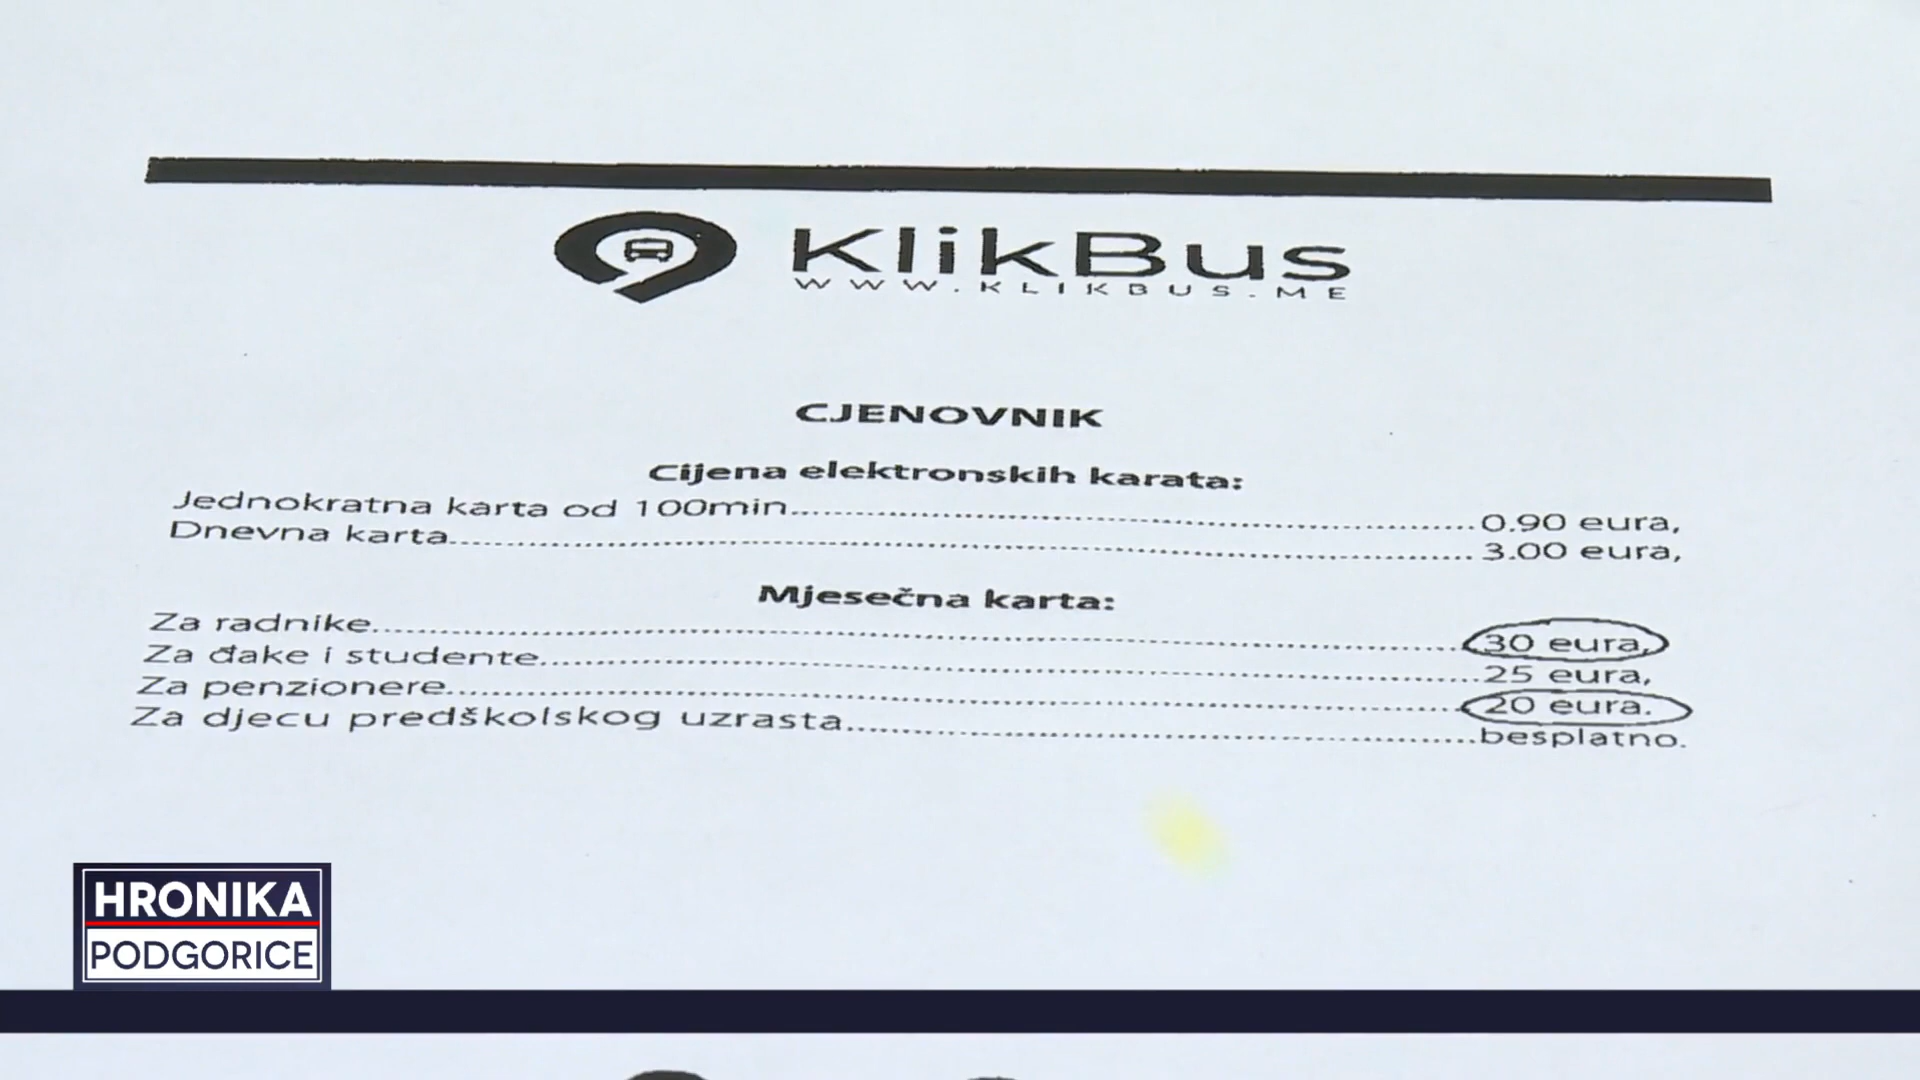 KlikBus
WWW.KLIKBUS.ME
CJENOVNIK
Cijena elektronskih karata:
Jednokratna karta od 100min........0.90 eura,
Dnevna karta........3.00 eura,
Mjesečna karta:
Za radnike........30 eura,
Za đake i studente........25 eura,
Za penzionere........20 eura.
Za djecu predškolskog uzrasta........besplatno.
HRONIKA
PODGORICE